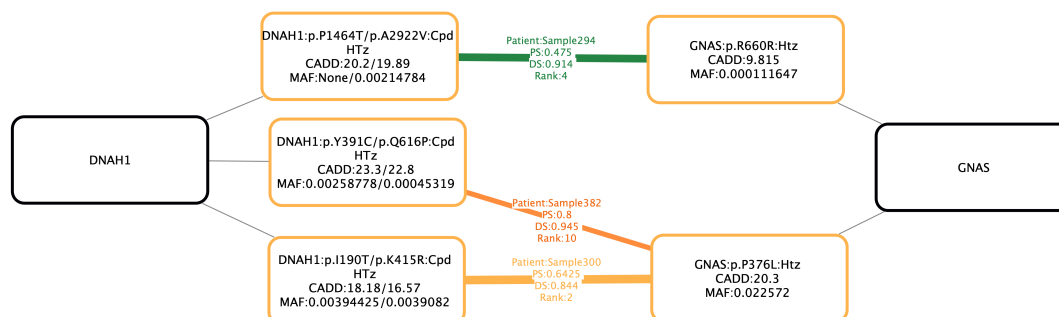 DNAH1:p.P1464T/p.A2922V:Cpd
HTz
CADD:20.2/19.89
MAF:None/0.00214784
Patient:Sample294
PS:0.475
DS:0.914
Rank:4
GNAS:p.R660R:Htz
CADD:9.815
MAF:0.000111647
DNAH1
DNAH1:p.Y391C/p.Q616P:Cpd
HTz
CADD:23.3/22.8
MAF:0.00258778/0.00045319
GNAS
Patient:Sample382
PS:0.8
DS:0.945
Rank:10
DNAH1:p.I190T/p.K415R:Cpd
HTz
CADD:18.18/16.57
MAF:0.00394425/0.0039082
Patient:Sample300
PS:0.6425
DS:0.844
Rank:2
GNAS:p.P376L:Htz
CADD:20.3
MAF:0.022572